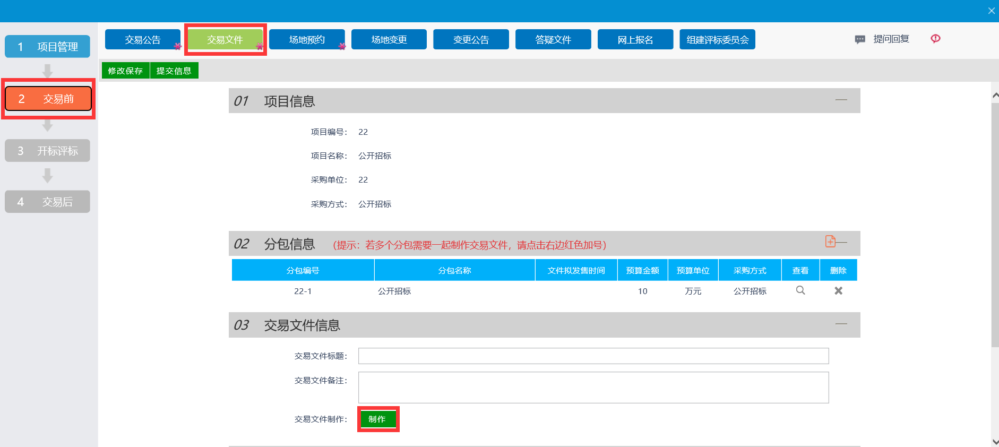 交易公告 交易文件 场地预约 场地变更 变更公告 答疑文件 网上报名 组建评标委员会 提问回复
1 项目管理
2 交易前
3 开标评标
4 交易后
修改保存 提交信息
01 项目信息
项目编号： 22
项目名称： 公开招标
采购单位： 22
采购方式： 公开招标
02 分包信息 （提示：若多个分包需要一起制作交易文件，请点击右边红色加号）
分包编号 分包名称 文件拟发售时间 预算金额 预算单位 采购方式 查看 删除
22-1 公开招标 10 万元 公开招标
03 交易文件信息
交易文件标题：
交易文件备注：
交易文件制作： 制作